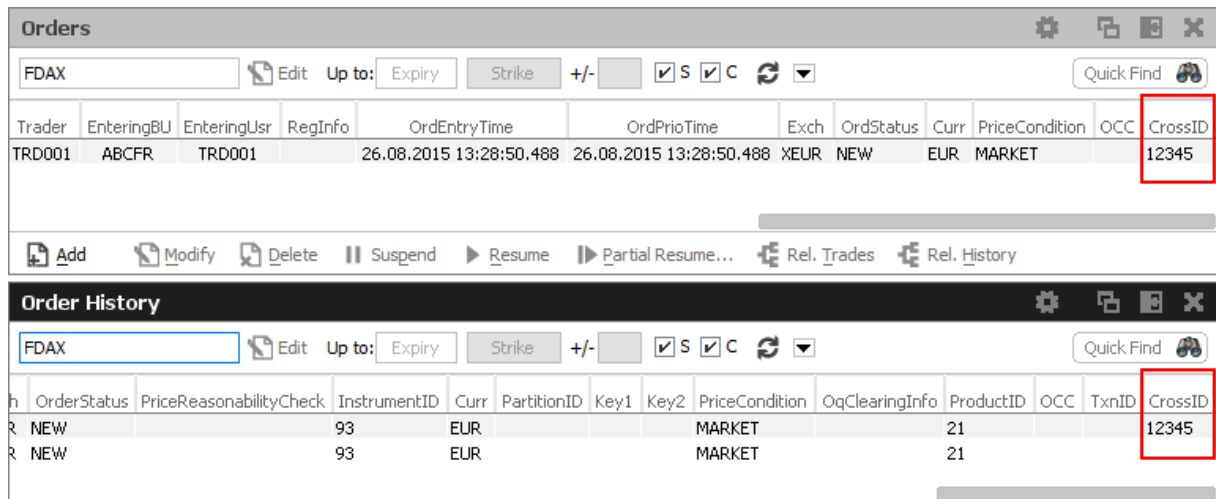 Orders
FDAX Edit Up to: Expiry Strike +/- S C Quick Find
Trader EnteringBU EnteringUsr RegInfo OrdEntryTime OrdPrioTime Exch OrdStatus Curr PriceCondition OCC CrossID
TRD001 ABCFR TRD001 26.08.2015 13:28:50.488 26.08.2015 13:28:50.488 XEUR NEW EUR MARKET 12345
Add Modify Delete Suspend Resume Partial Resume... Rel. Trades Rel. History
Order History
FDAX Edit Up to: Expiry Strike +/- S C Quick Find
h OrderStatus PriceReasonabilityCheck InstrumentID Curr PartitionID Key1 Key2 PriceCondition OqClearingInfo ProductID OCC TxnID CrossID
R NEW 93 EUR MARKET 21 12345
R NEW 93 EUR MARKET 21